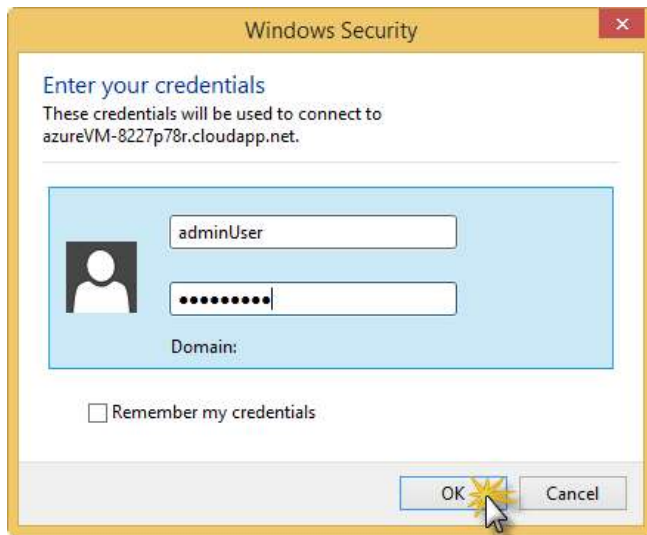 Windows Security
Enter your credentials
These credentials will be used to connect to
azureVM-8227p78r.cloudapp.net.
adminUser
●●●●●●●●●
Domain:
Remember my credentials
OK
Cancel